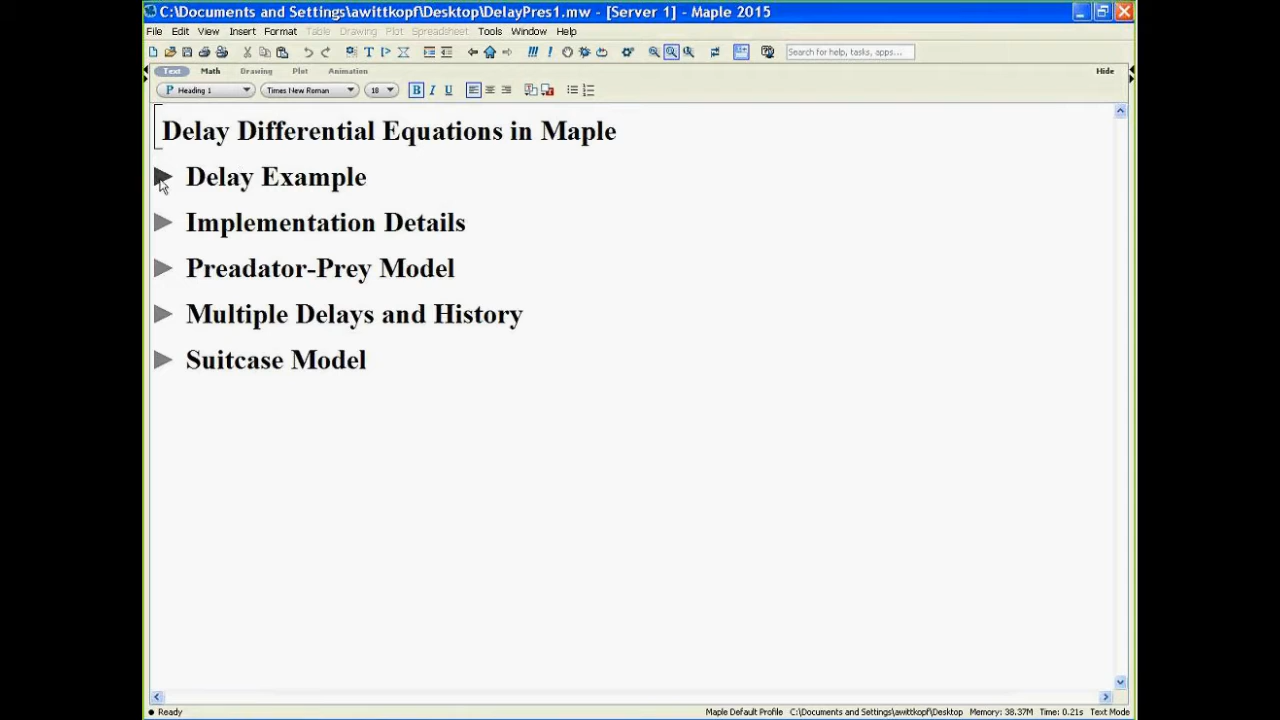 C:\Documents and Settings\awittkopf\Desktop\DelayPres1.mw - [Server 1] - Maple 2015
File Edit View Insert Format Table Drawing Plot Spreadsheet Tools Window Help
Search for help, tasks, apps...
Text Math Drawing Plot Animation Hide
P Heading 1 Times New Roman 18 B I U
Delay Differential Equations in Maple
Delay Example
Implementation Details
Preadator-Prey Model
Multiple Delays and History
Suitcase Model
Ready Maple Default Profile C:\Documents and Settings\awittkopf\Desktop Memory: 38.37M Time: 0.21s Text Mode